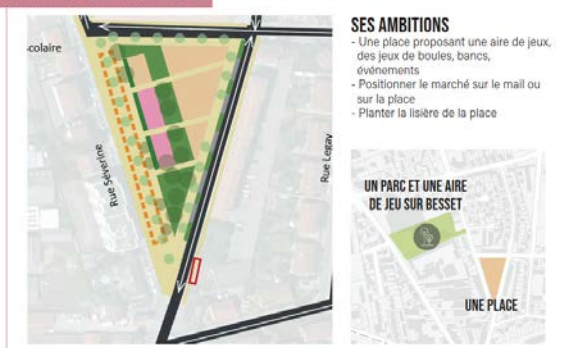 colaire
Rue Séverine
Rue Legay
SES AMBITIONS
- Une place proposant une aire de jeux,
des jeux de boules, bancs,
événements
- Positionner le marché sur le mail ou
sur la place
- Planter la lisière de la place
UN PARC ET UNE AIRE
DE JEU SUR BESSET
UNE PLACE